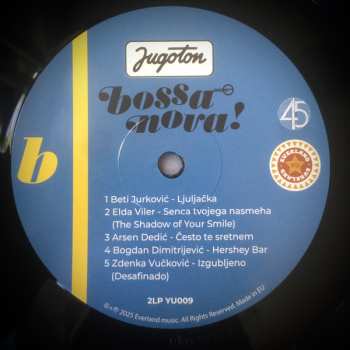 Jugoton
bossa
nova!
b
45
1 Beti Jurković - Ljuljačka
2 Elda Viler - Senca tvojega nasmeha
(The Shadow of Your Smile)
3 Arsen Dedić - Često te sretnem
4 Bogdan Dimitrijević - Hershey Bar
5 Zdenka Vučković - Izgubljeno
(Desafinado)
2LP YU009
℗+© 2025 Everland music. All Rights Reserved. Made in EU